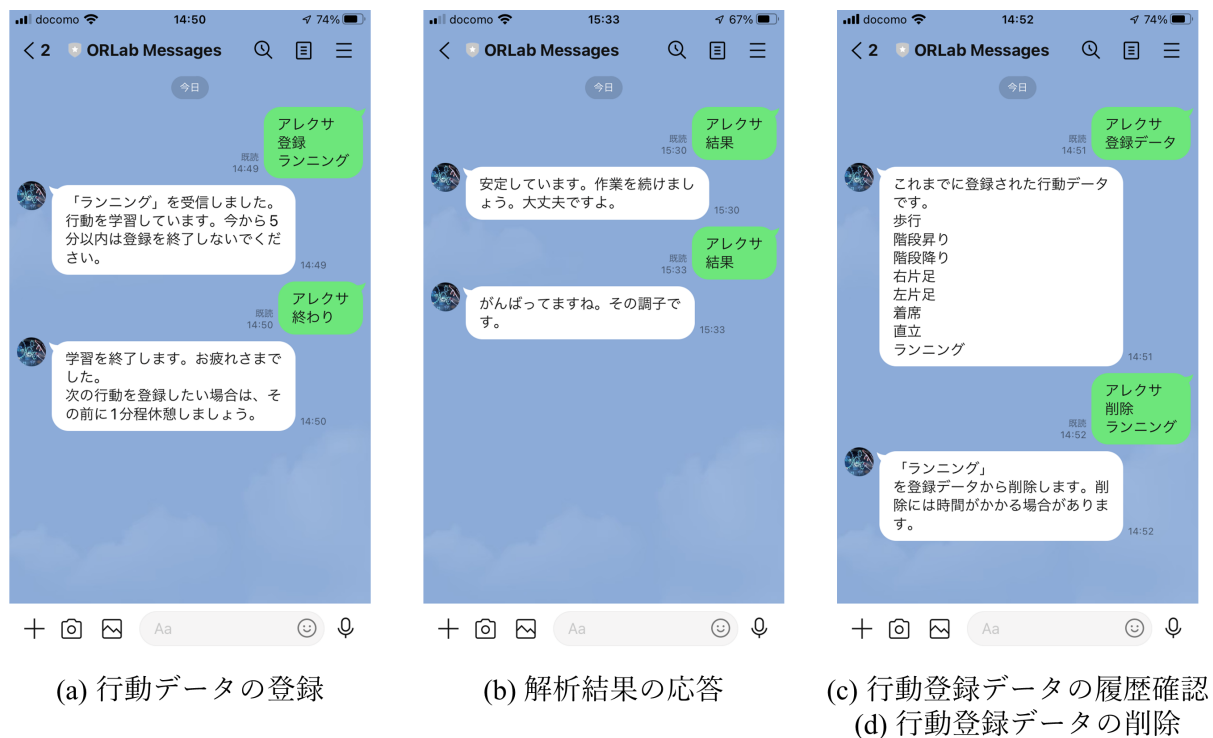 docomo 14:50 74%
2 ORLab Messages
今日
アレクサ
登録
ランニング
既読
14:49
「ランニング」を受信しました。
行動を学習しています。今から5
分以内は登録を終了しないでくだ
さい。
14:49
アレクサ
終わり
既読
14:50
学習を終了します。お疲れさまで
した。
次の行動を登録したい場合は、そ
の前に1分程休憩しましょう。
14:50
Aa
(a) 行動データの登録
docomo 15:33 67%
ORLab Messages
今日
アレクサ
結果
既読
15:30
安定しています。作業を続けまし
ょう。大丈夫ですよ。
15:30
アレクサ
結果
既読
15:33
がんばってますね。その調子で
す。
15:33
Aa
(b) 解析結果の応答
docomo 14:52 74%
2 ORLab Messages
今日
アレクサ
登録データ
既読
14:51
これまでに登録された行動データ
です。
歩行
階段昇り
階段降り
右片足
左片足
着席
直立
ランニング
14:51
アレクサ
削除
ランニング
既読
14:52
「ランニング」
を登録データから削除します。削
除には時間がかかる場合がありま
す。
14:52
Aa
(c) 行動登録データの履歴確認
(d) 行動登録データの削除